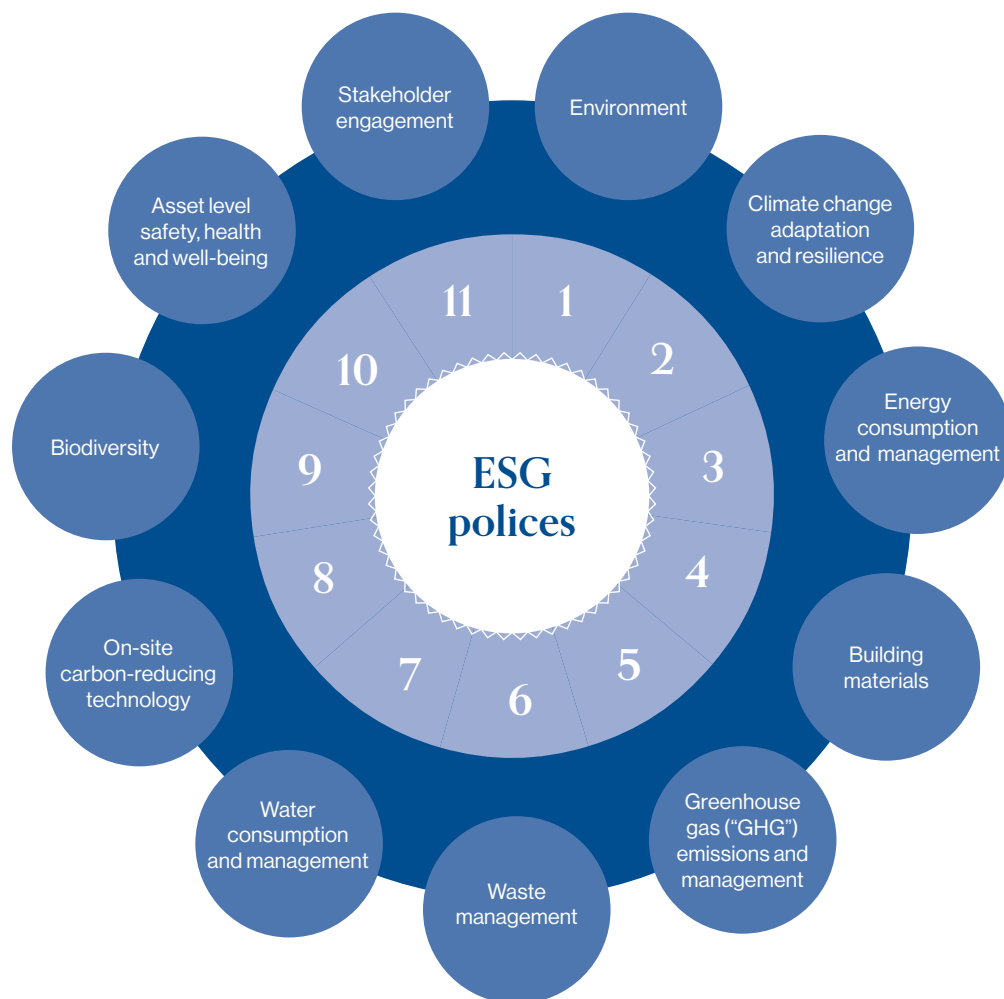 ESG
polices
1
Environment
2
Climate change
adaptation
and resilience
3
Energy
consumption
and management
4
Building
materials
5
Greenhouse
gas (“GHG”)
emissions and
management
6
Waste
management
7
Water
consumption
and management
8
On-site
carbon-reducing
technology
9
Biodiversity
10
Asset level
safety, health
and well-being
11
Stakeholder
engagement